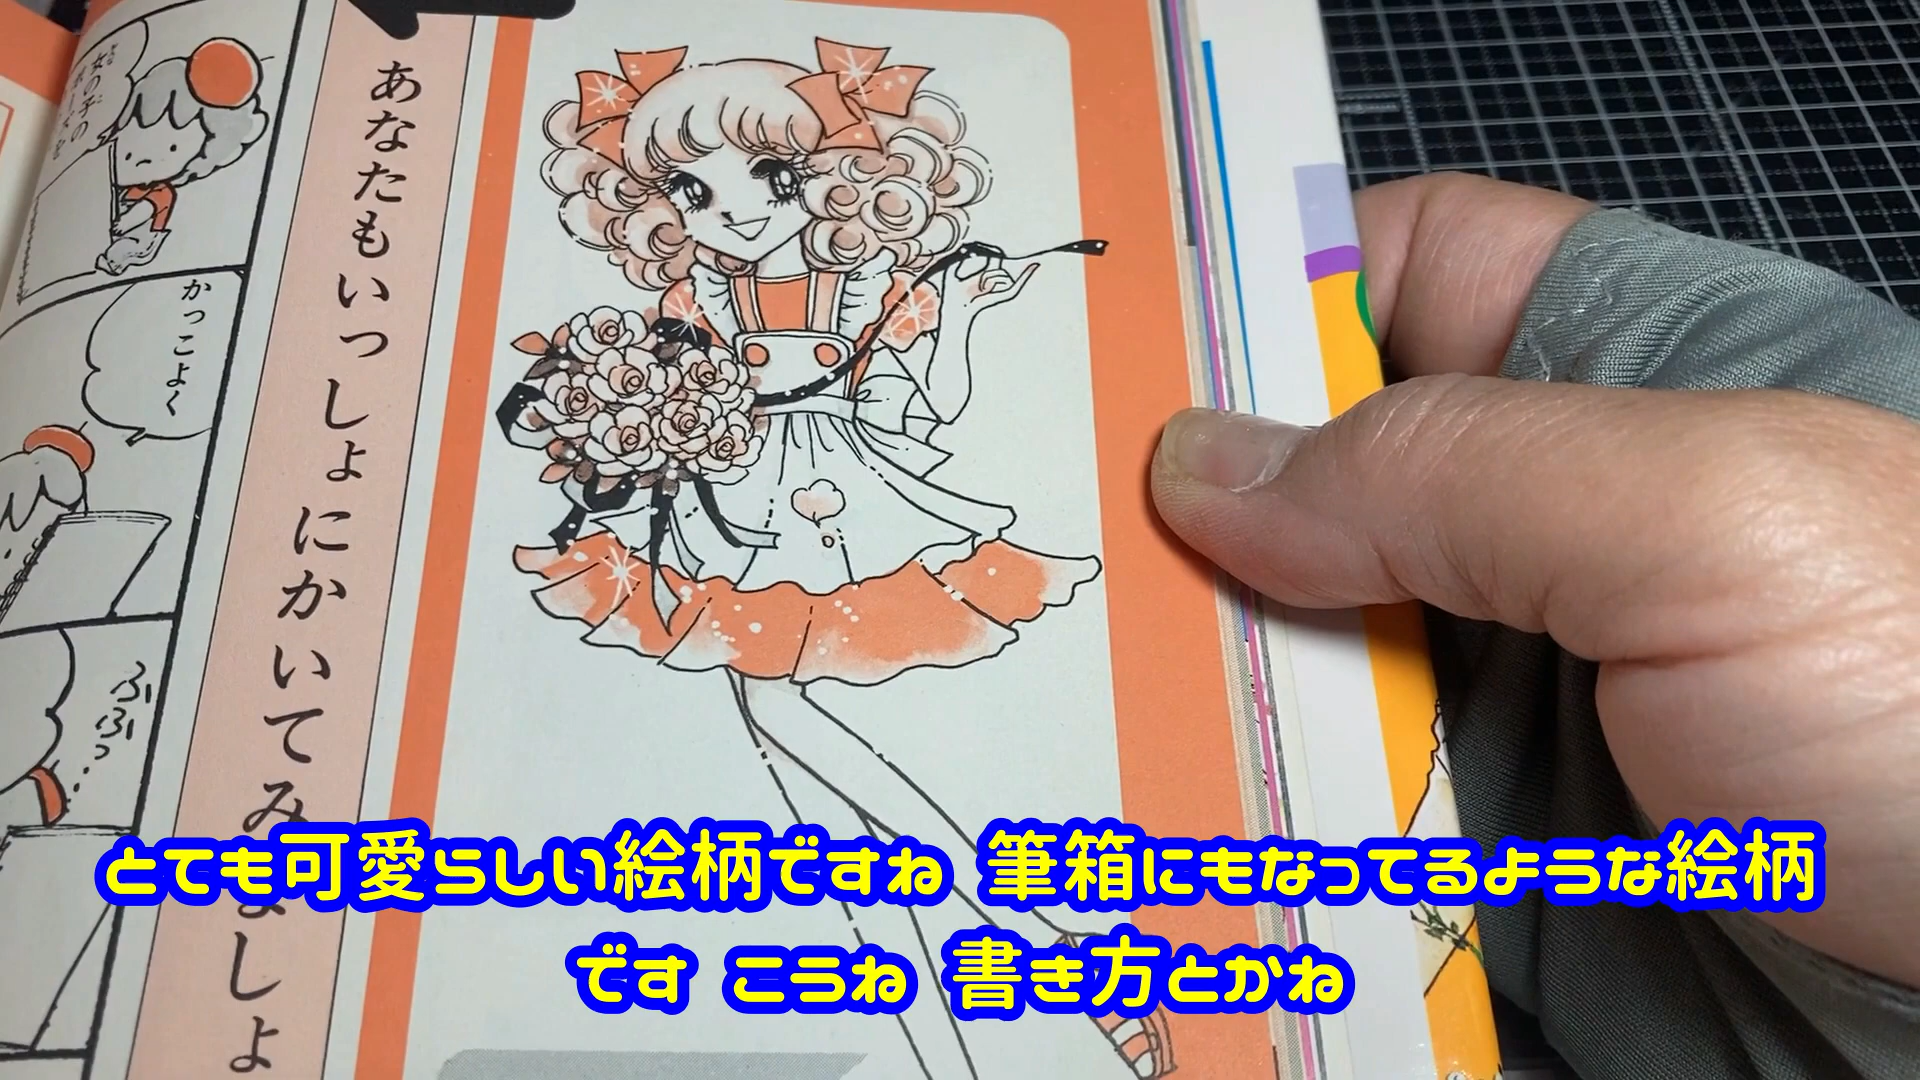 女の子の
かっこよく
ふふっ…
あなたもいっしょにかいてみましょ
とても可愛らしい絵柄ですね 筆箱にもなってるような絵柄
です こうね 書き方とかね